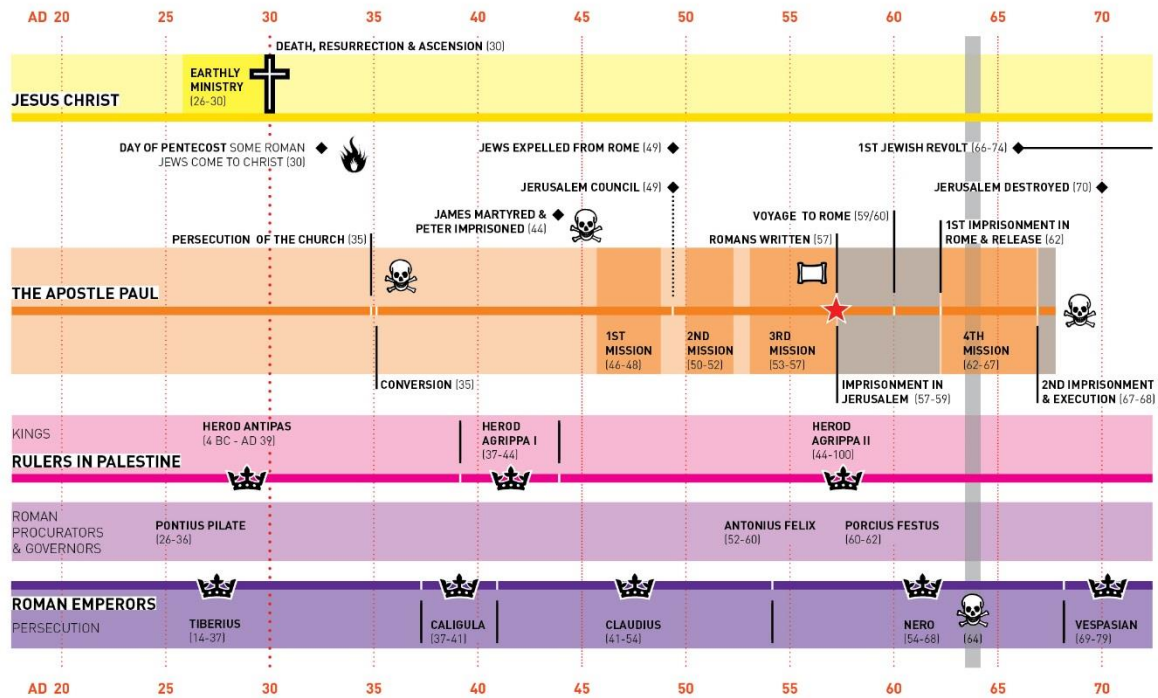 AD 20 25 30 35 40 45 50 55 60 65 70
DEATH, RESURRECTION & ASCENSION (30)
EARTHLY
MINISTRY
(26-30)
JESUS CHRIST
DAY OF PENTECOST SOME ROMAN
JEWS COME TO CHRIST (30)
JEWS EXPELLED FROM ROME (49)
1ST JEWISH REVOLT (66-74)
JERUSALEM COUNCIL (49)
JERUSALEM DESTROYED (70)
JAMES MARTYRED &
PETER IMPRISONED (44)
VOYAGE TO ROME (59/60)
1ST IMPRISONMENT IN
ROME & RELEASE (62)
PERSECUTION OF THE CHURCH (35)
ROMANS WRITTEN (57)
THE APOSTLE PAUL
1ST
MISSION
(46-48)
2ND
MISSION
(50-52)
3RD
MISSION
(53-57)
4TH
MISSION
(62-67)
CONVERSION (35)
IMPRISONMENT IN
JERUSALEM (57-59)
2ND IMPRISONMENT
& EXECUTION (67-68)
KINGS
HEROD ANTIPAS
(4 BC - AD 39)
HEROD
AGRIPPA I
(37-44)
HEROD
AGRIPPA II
(44-100)
RULERS IN PALESTINE
ROMAN
PROCURATORS
& GOVERNORS
PONTIUS PILATE
(26-36)
ANTONIUS FELIX
(52-60)
PORCIUS FESTUS
(60-62)
ROMAN EMPERORS
PERSECUTION
TIBERIUS
(14-37)
CALIGULA
(37-41)
CLAUDIUS
(41-54)
NERO
(54-68)
(64)
VESPASIAN
(69-79)
AD 20 25 30 35 40 45 50 55 60 65 70